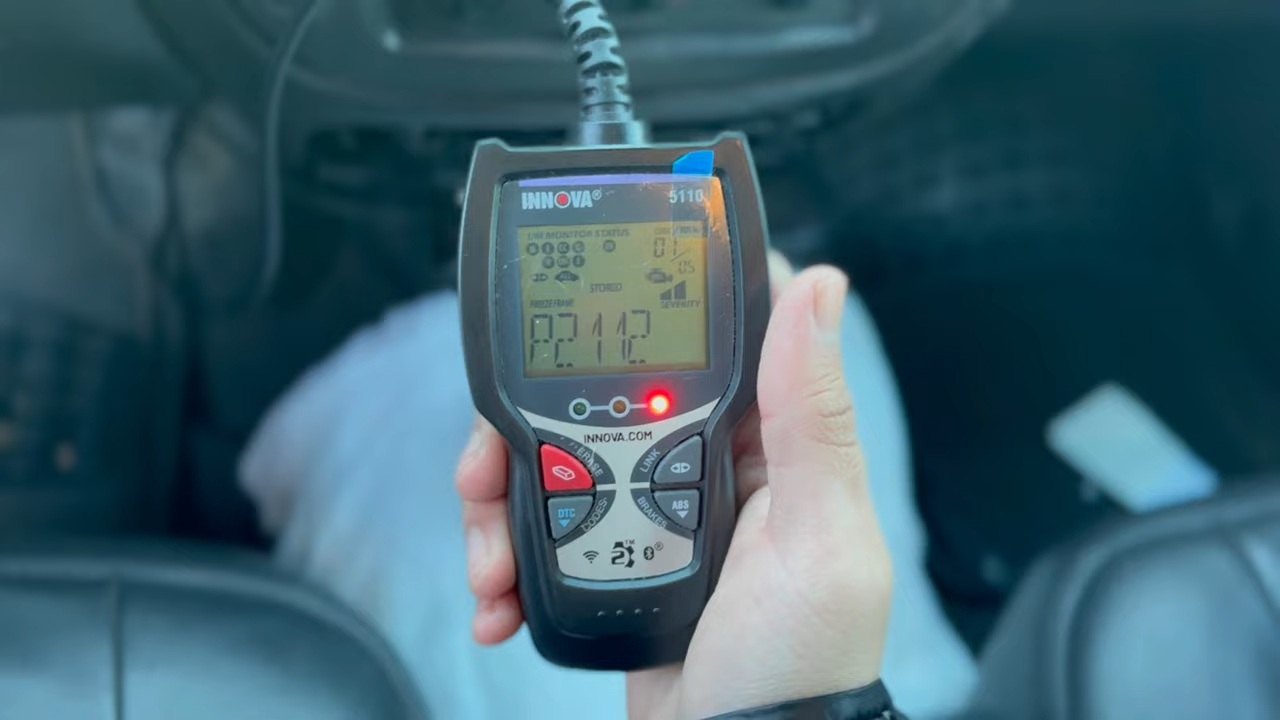 INNOVA® 5110
I/M MONITOR STATUS
01/05
STORED
FREEZE FRAME SEVERITY
P2112
INNOVA.COM
ERASE LINK
DTC ABS
CODES BRAKES
TM
®